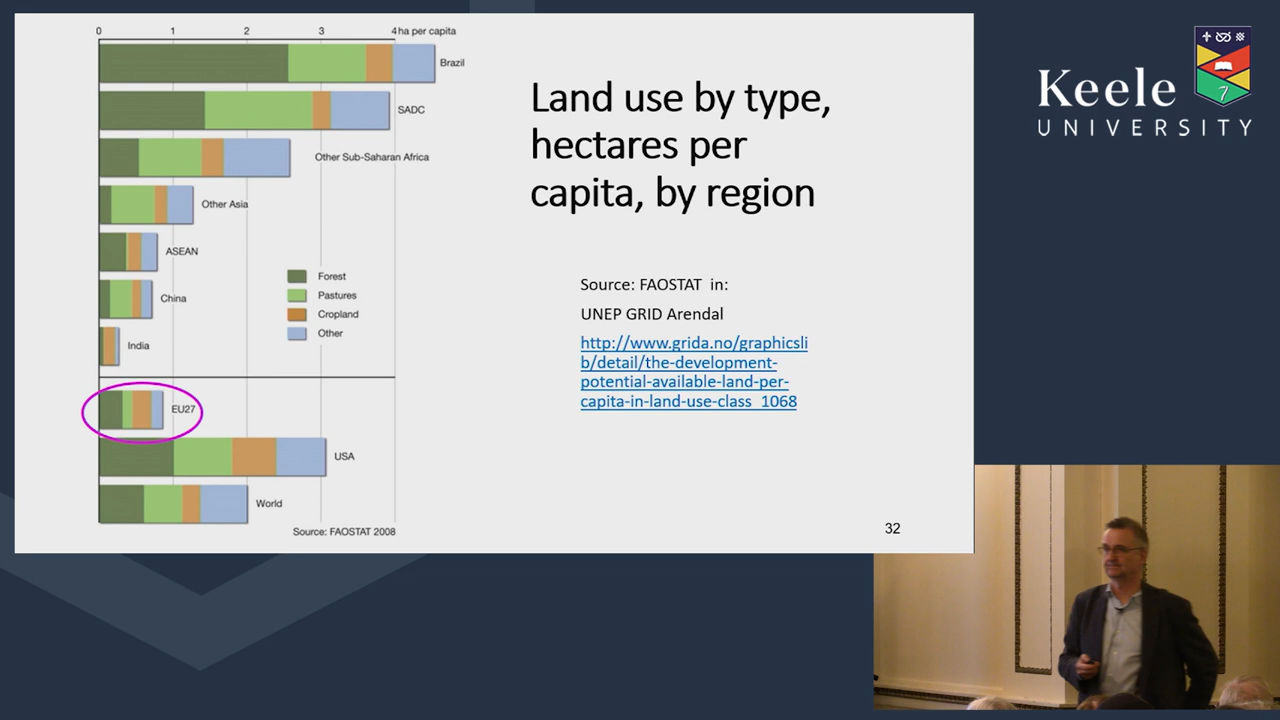 0 1 2 3 4 ha per capita
Brazil
SADC
Other Sub-Saharan Africa
Other Asia
ASEAN
China
India
EU27
USA
World
Forest
Pastures
Cropland
Other
Source: FAOSTAT 2008
Land use by type,
hectares per
capita, by region
Source: FAOSTAT in:
UNEP GRID Arendal
http://www.grida.no/graphicsli
b/detail/the-development-
potential-available-land-per-
capita-in-land-use-class_1068
32
Keele
UNIVERSITY